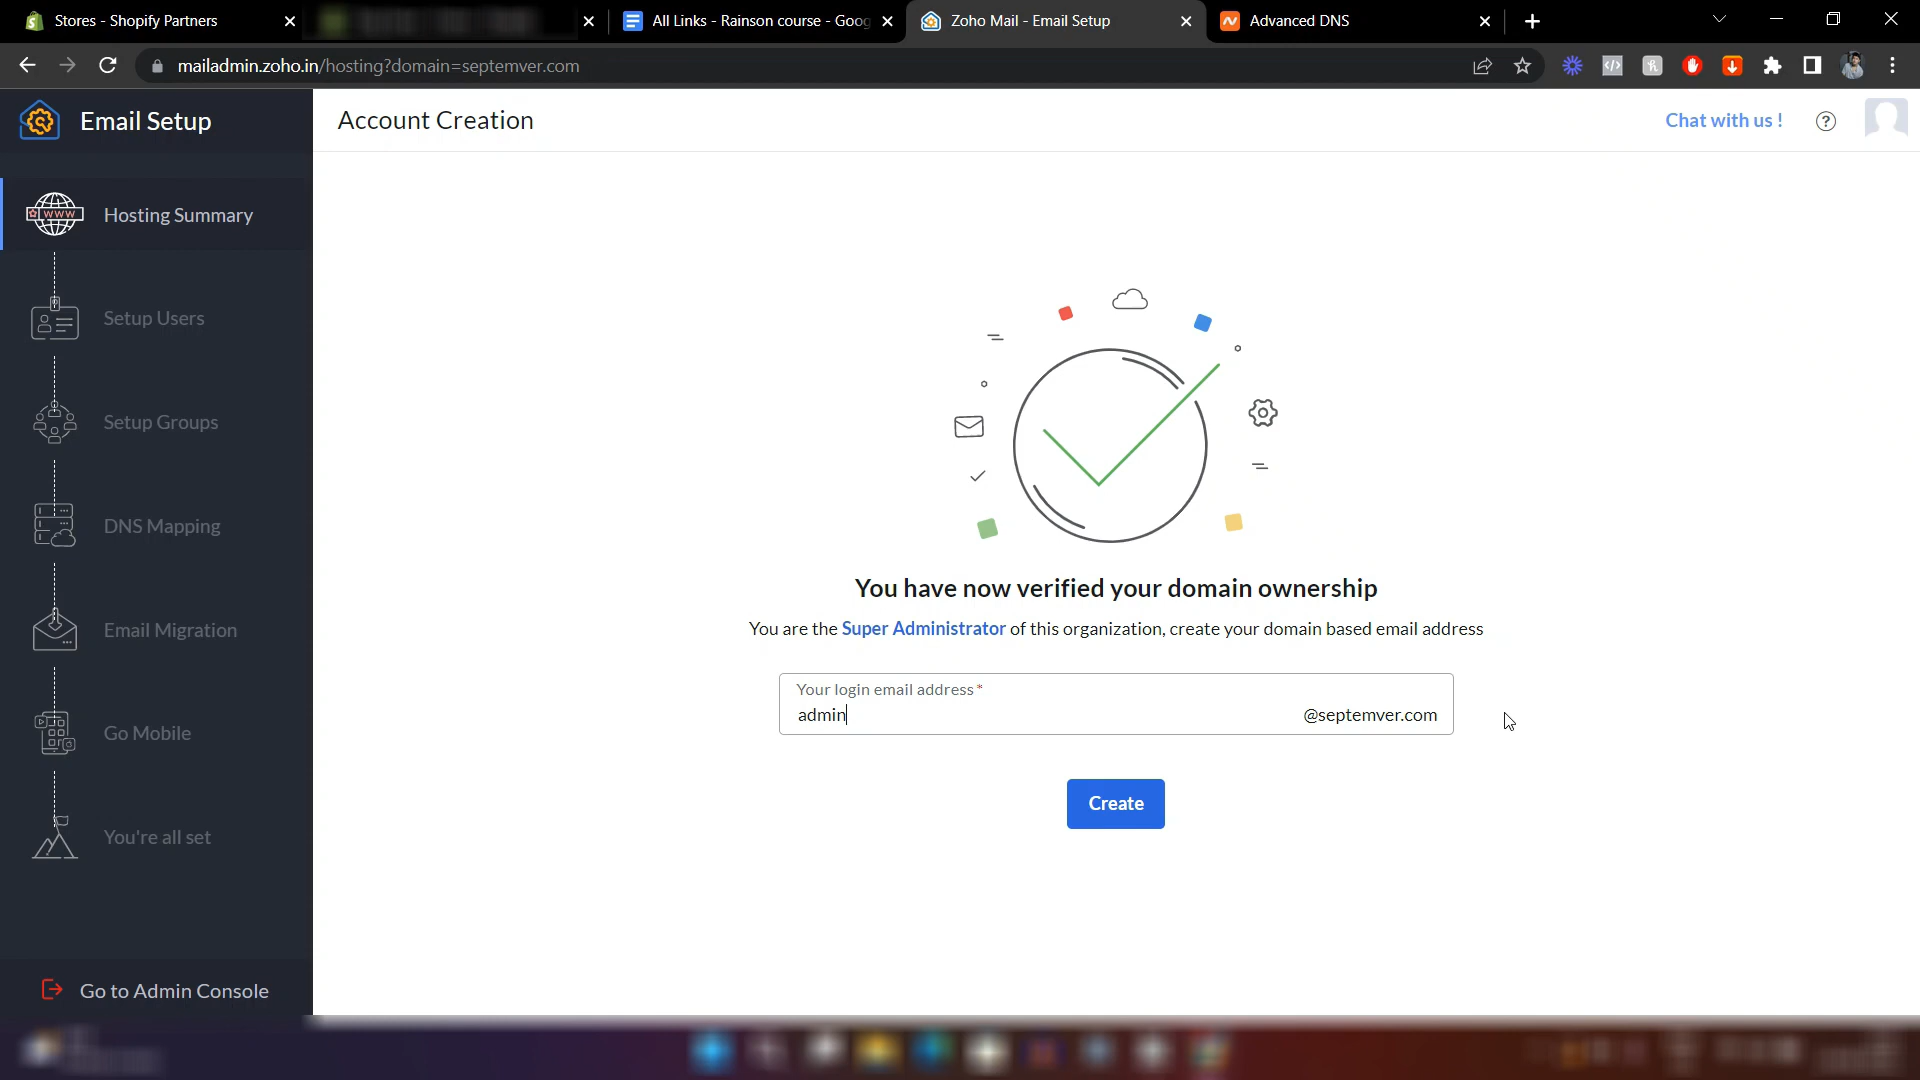 Stores - Shopify Partners
All Links - Rainson course - Goog
Zoho Mail - Email Setup
Advanced DNS
mailadmin.zoho.in/hosting?domain=septemver.com
Email Setup
Account Creation
Chat with us !
?
www
Hosting Summary
Setup Users
Setup Groups
DNS Mapping
Email Migration
Go Mobile
You're all set
You have now verified your domain ownership
You are the Super Administrator of this organization, create your domain based email address
Your login email address*
admin
@septemver.com
Create
Go to Admin Console